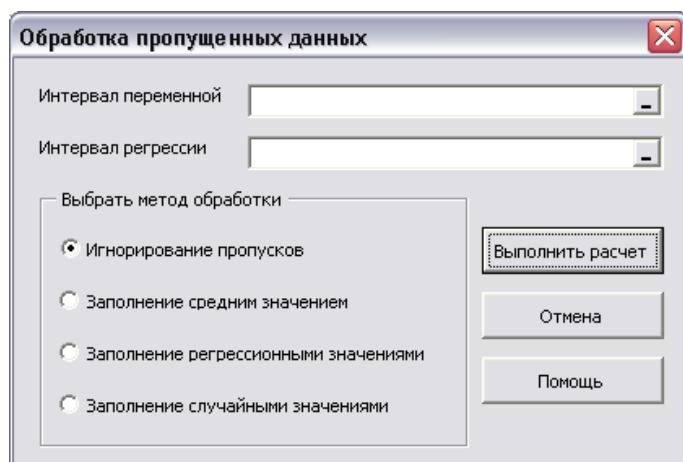 Обработка пропущенных данных
Интервал переменной
Интервал регрессии
Выбрать метод обработки
Игнорирование пропусков
Заполнение средним значением
Заполнение регрессионными значениями
Заполнение случайными значениями
Выполнить расчет
Отмена
Помощь